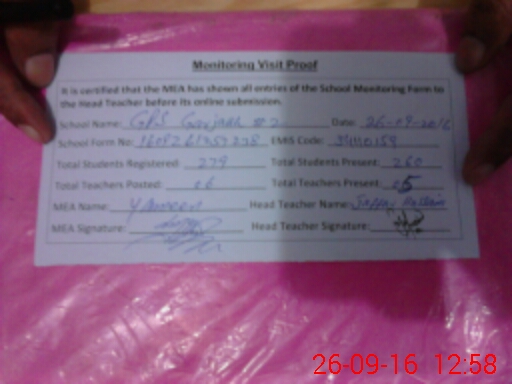 Monitoring Visit Proof
It is certified that the MEA has shown all entries of the School Monitoring Form to
the Head Teacher before its online submission.
School Name: GPS #2 Date: 26-09-2016
School Form No: EMIS Code:
Total Students Registered: 279 Total Students Present: 260
Total Teachers Posted: 06 Total Teachers Present: 05
MEA Name: Head Teacher Name:
MEA Signature: Head Teacher Signature:
26-09-16 12:58